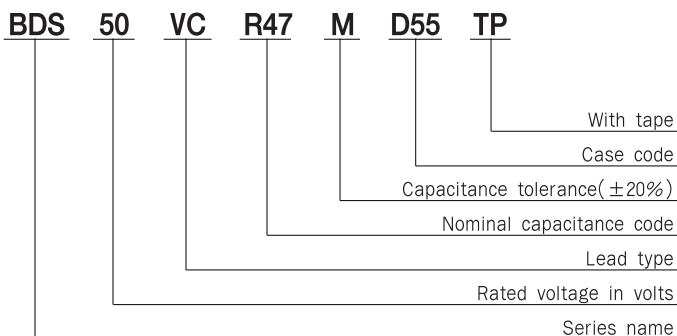 BDS 50 VC R47 M D55 TP
With tape
Case code
Capacitance tolerance(±20%)
Nominal capacitance code
Lead type
Rated voltage in volts
Series name